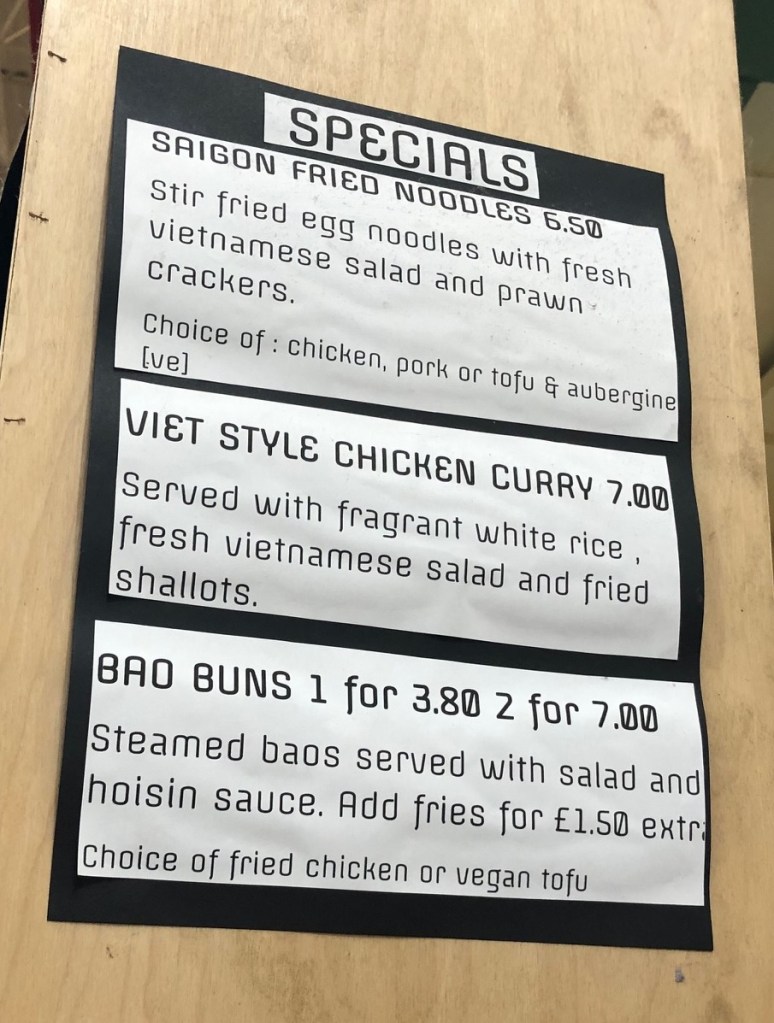 SPECIALS
SAIGON FRIED NOODLES 6.50
Stir fried egg noodles with fresh
vietnamese salad and prawn
crackers.
Choice of : chicken, pork or tofu & aubergine
[ve]
VIET STYLE CHICKEN CURRY 7.00
Served with fragrant white rice ,
fresh vietnamese salad and fried
shallots.
BAO BUNS 1 for 3.80 2 for 7.00
Steamed baos served with salad and
hoisin sauce. Add fries for £1.50 extra
Choice of fried chicken or vegan tofu